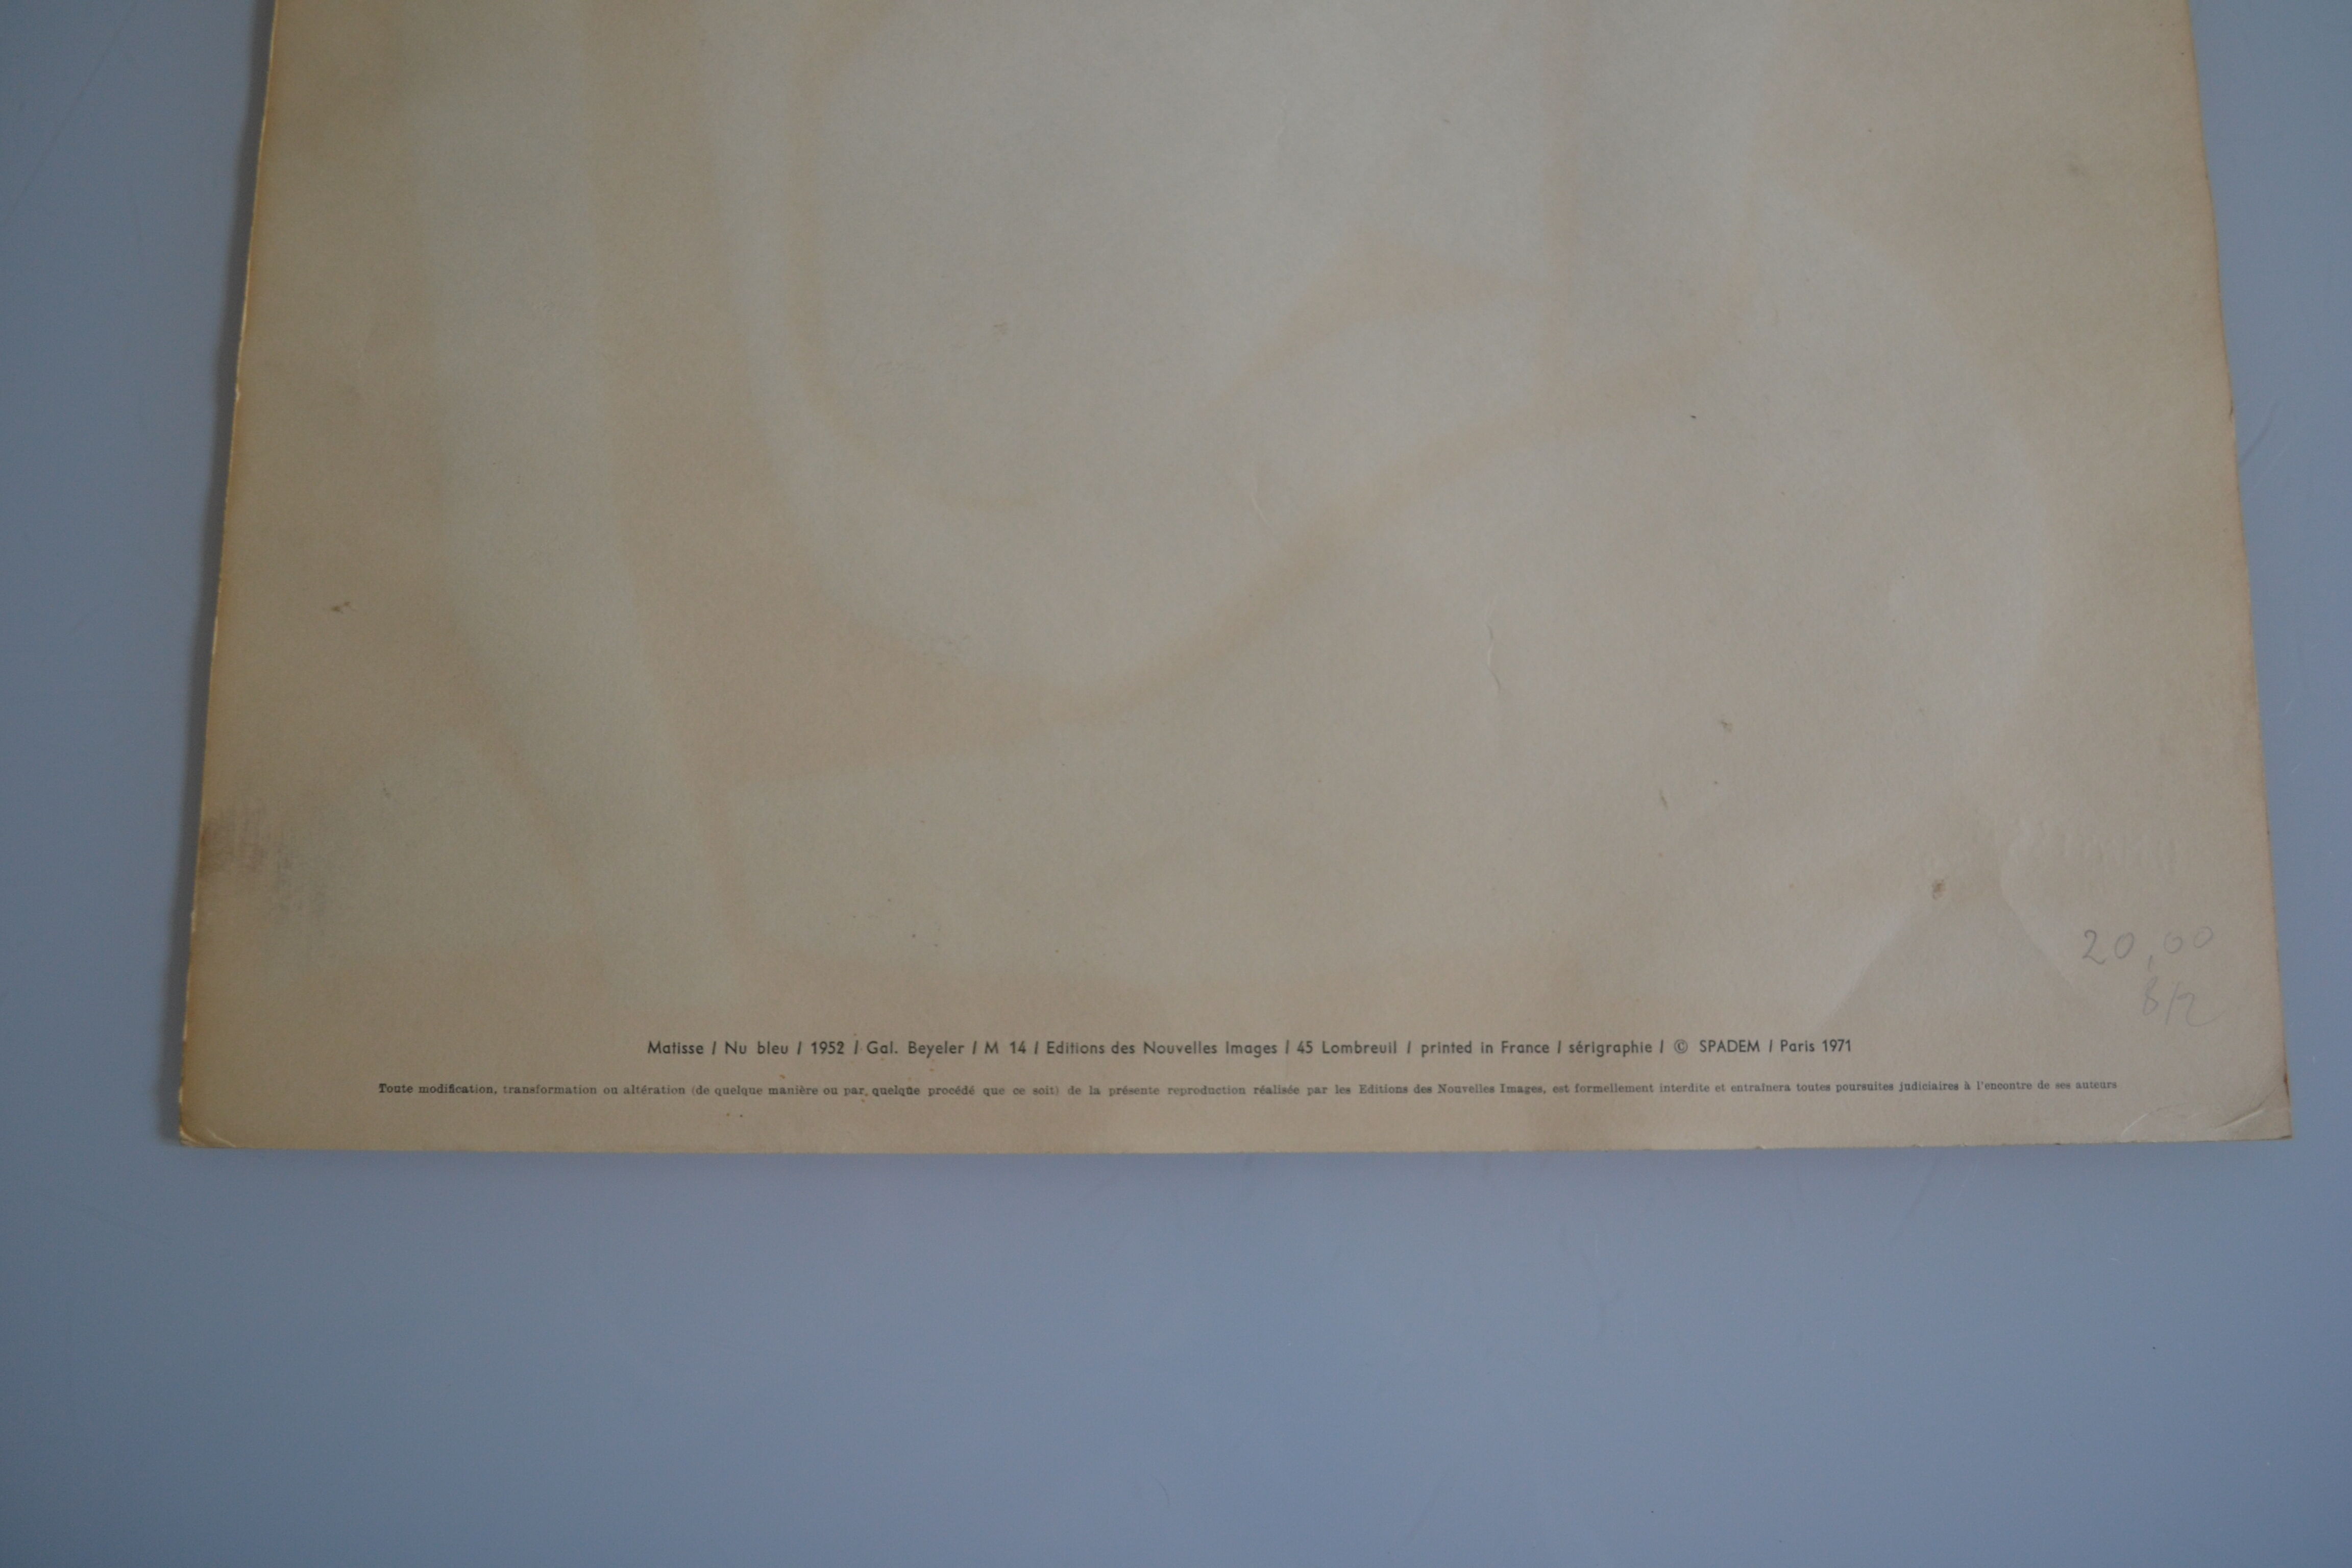 20,00
Matisse / Nu bleu / 1952 / Gal. Beyeler / M 14 / Editions des Nouvelles Images / 45 Lombreuil / printed in France / sérigraphie / © SPADEM / Paris 1971
Toute modification, transformation ou altération (de quelque manière ou par quelque procédé que ce soit) de la présente reproduction réalisée par les Editions des Nouvelles Images, est formellement interdite et entraînera toutes poursuites judiciaires à l'encontre de ses auteurs